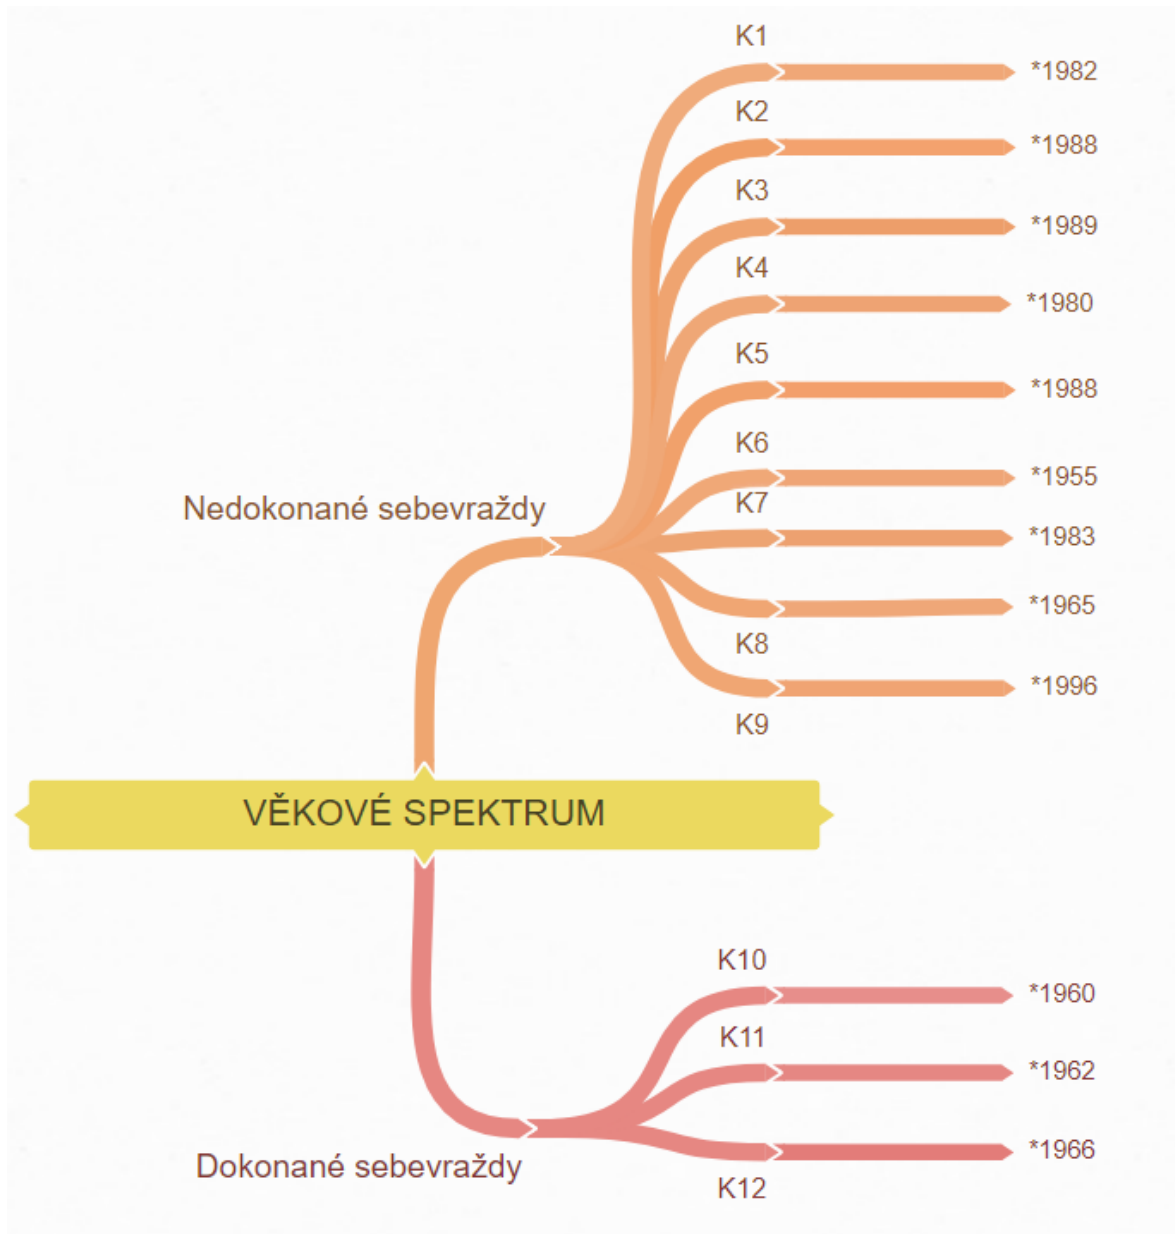 K1
*1982
K2
*1988
K3
*1989
K4
*1980
K5
*1988
K6
*1955
Nedokonané sebevraždy
K7
*1983
*1965
K8
*1996
K9
VĚKOVÉ SPEKTRUM
K10
*1960
K11
*1962
*1966
Dokonané sebevraždy
K12